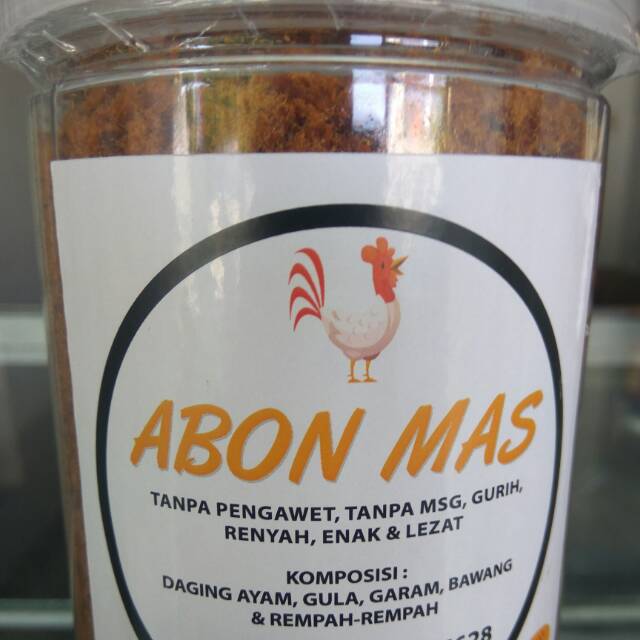 ABON MAS
TANPA PENGAWET, TANPA MSG, GURIH,
RENYAH, ENAK & LEZAT
KOMPOSISI :
DAGING AYAM, GULA, GARAM, BAWANG
& REMPAH-REMPAH